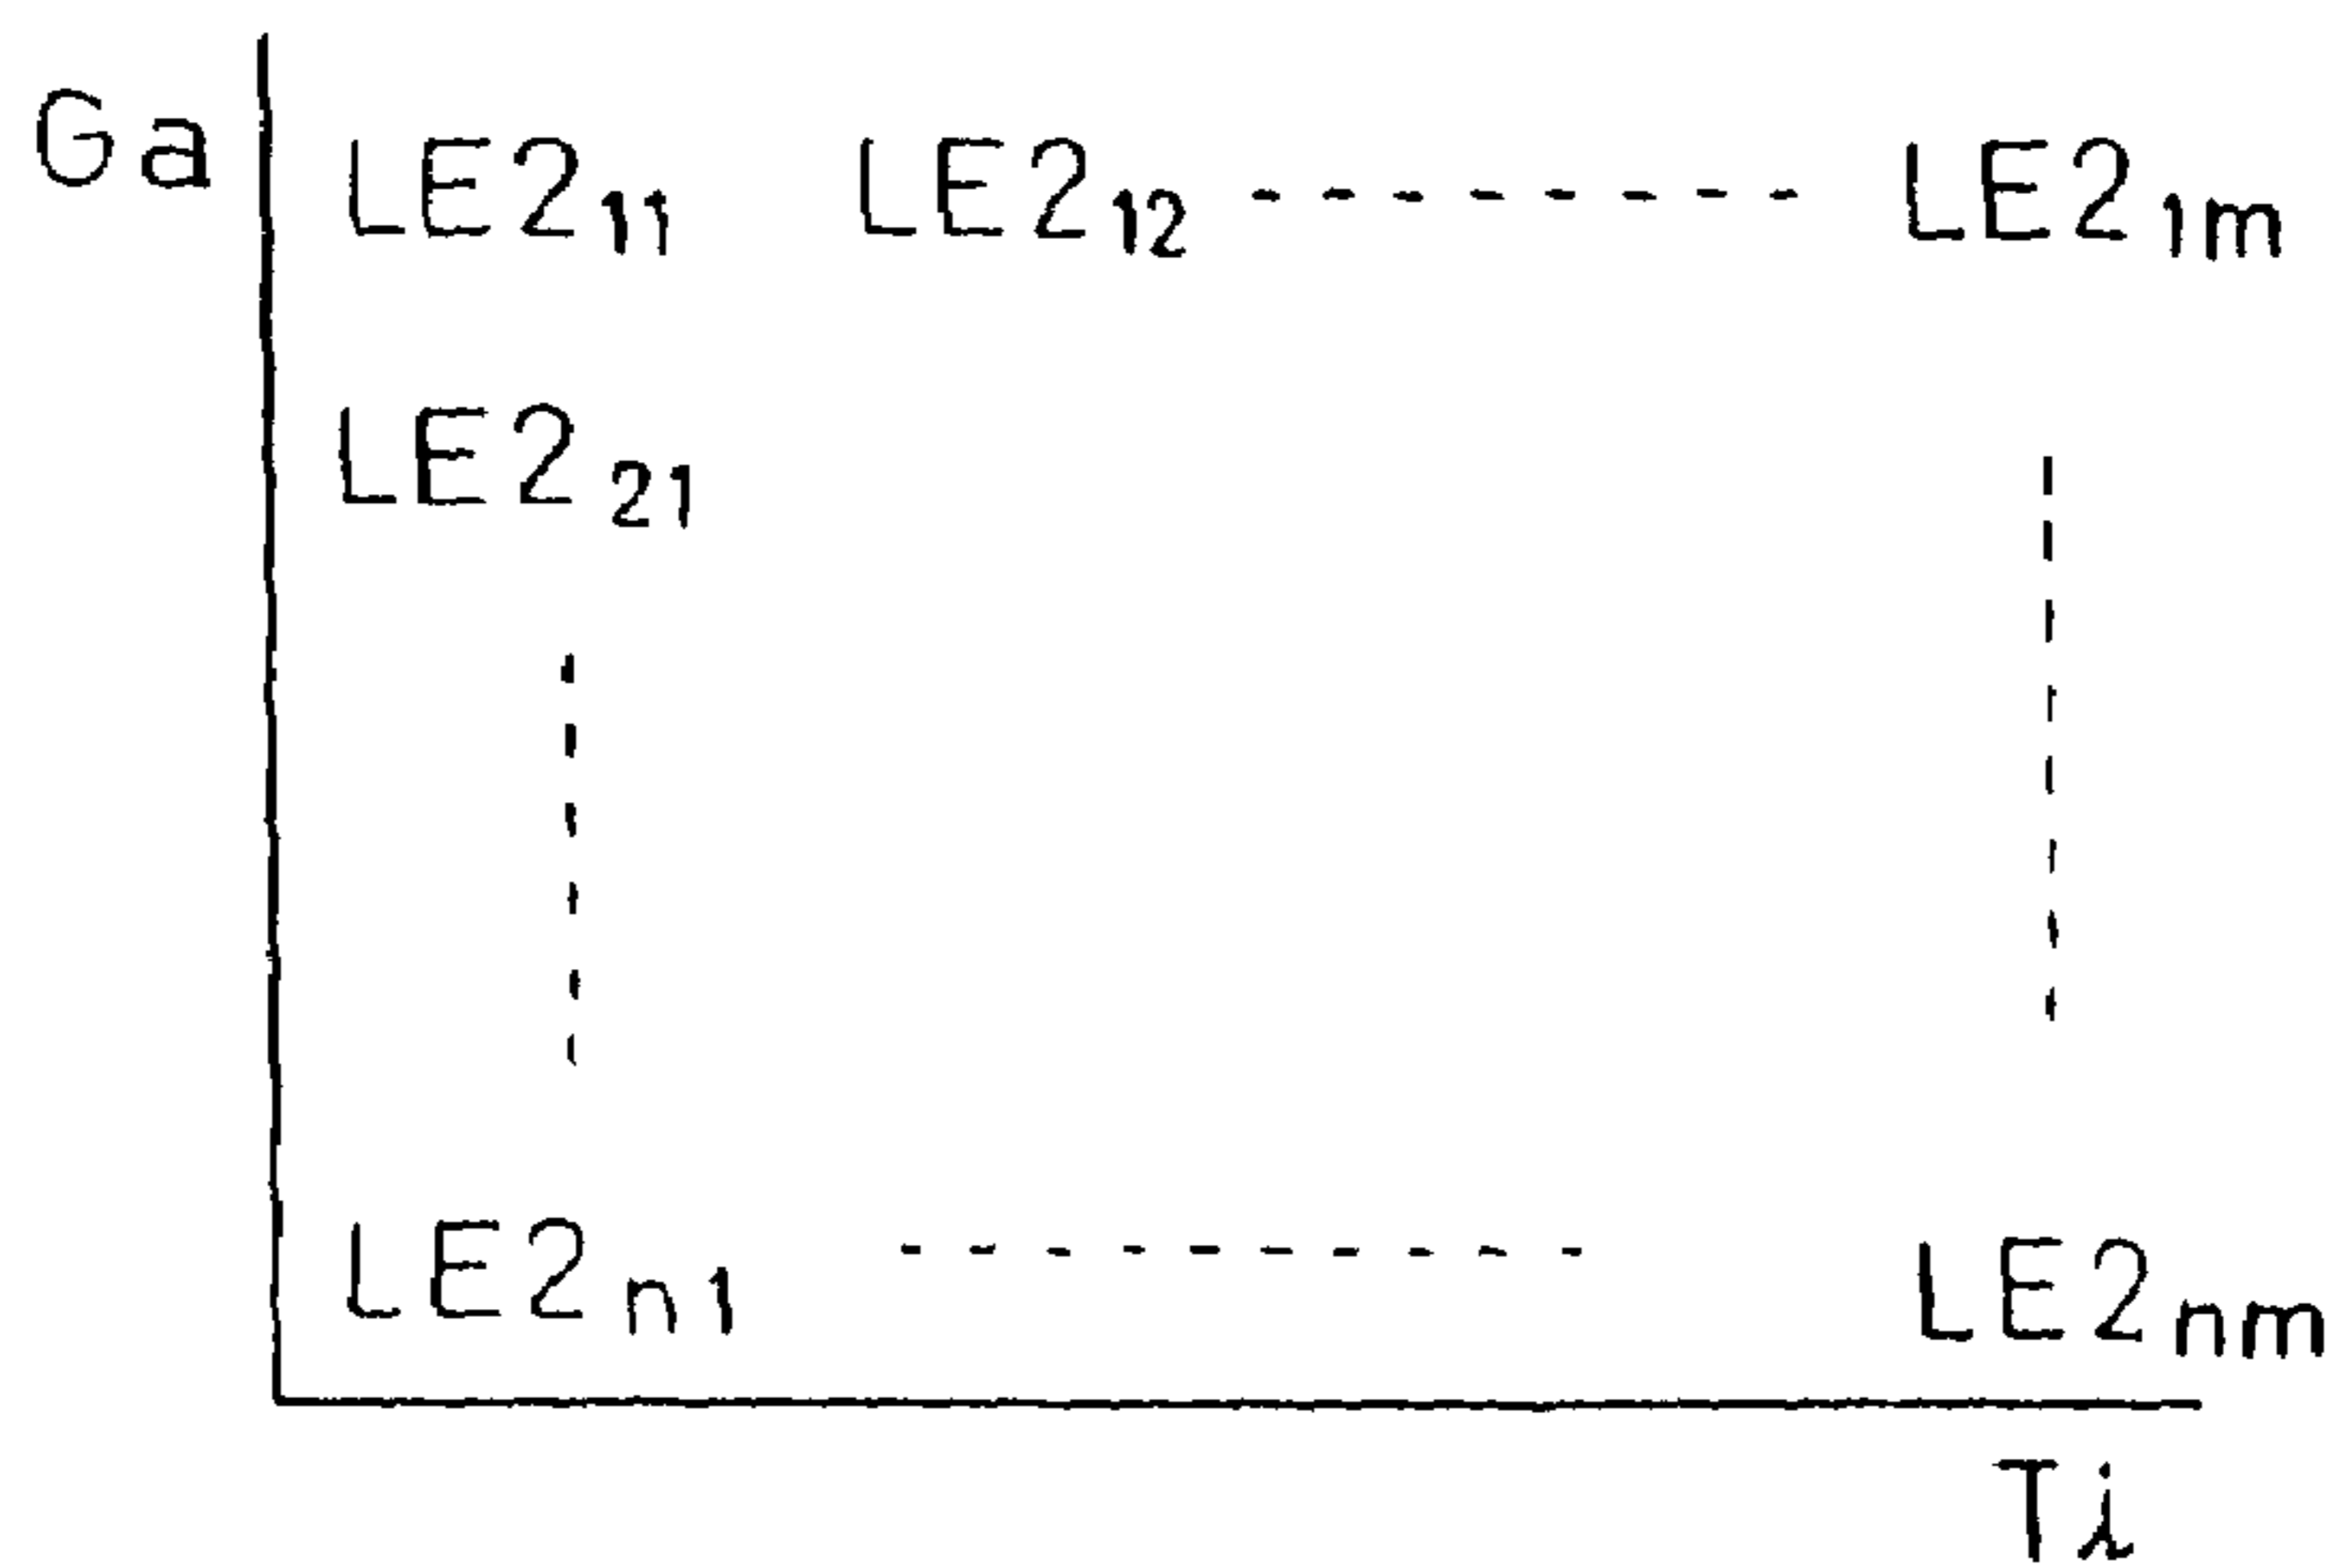 Ga LE2₁₁ LE2₁₂ -------- LE2₁ₘ
LE2₂₁
LE2ₙ₁ ---------- LE2ₙₘ
Ti